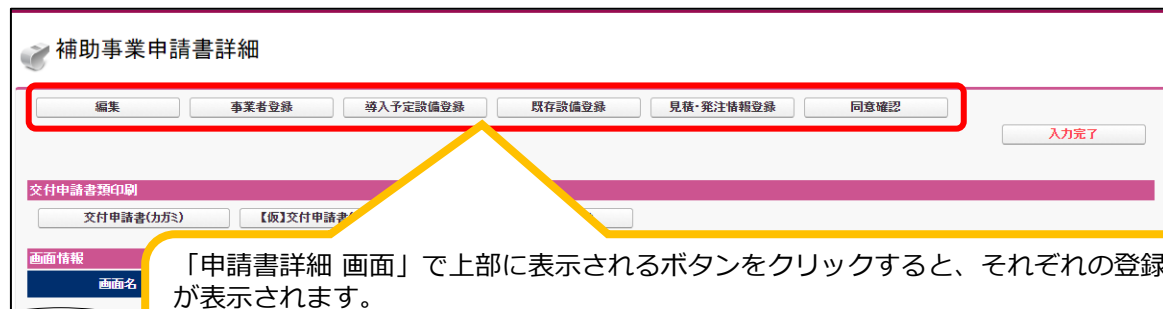 補助事業申請書詳細
編集 事業者登録 導入予定設備登録 既存設備登録 見積・発注情報登録 同意確認
入力完了
交付申請書類印刷
交付申請書(カガミ) 【仮】交付申請書(
画面情報
「申請書詳細 画面」で上部に表示されるボタンをクリックすると、それぞれの登録
画面名
が表示されます。